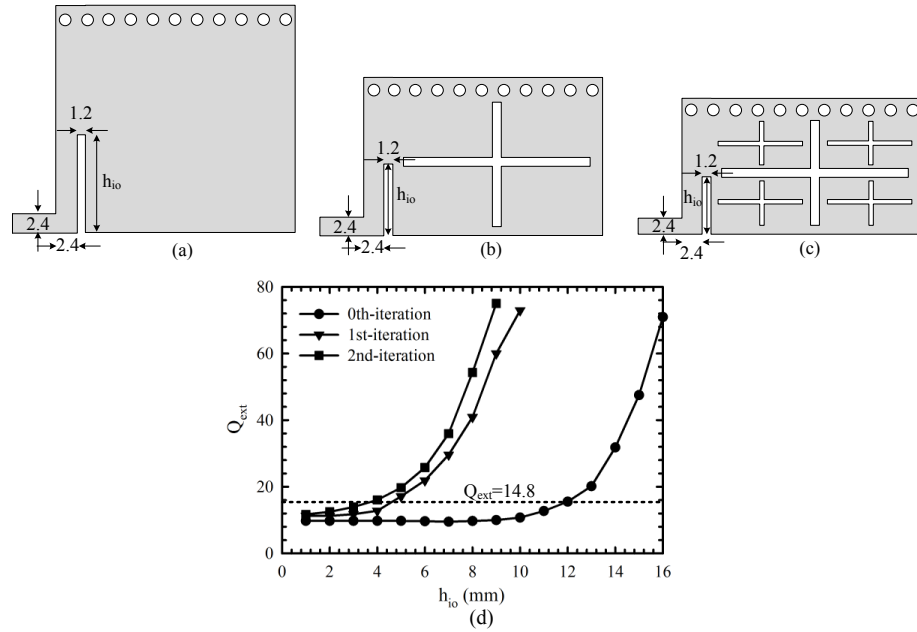 1.2
h_io
2.4
2.4
(a)
1.2
h_io
2.4
2.4
(b)
1.2
h_io
2.4
2.4
(c)
80
60
40
20
0
Q_ext
0th-iteration
1st-iteration
2nd-iteration
Q_ext=14.8
0 2 4 6 8 10 12 14 16
h_io (mm)
(d)